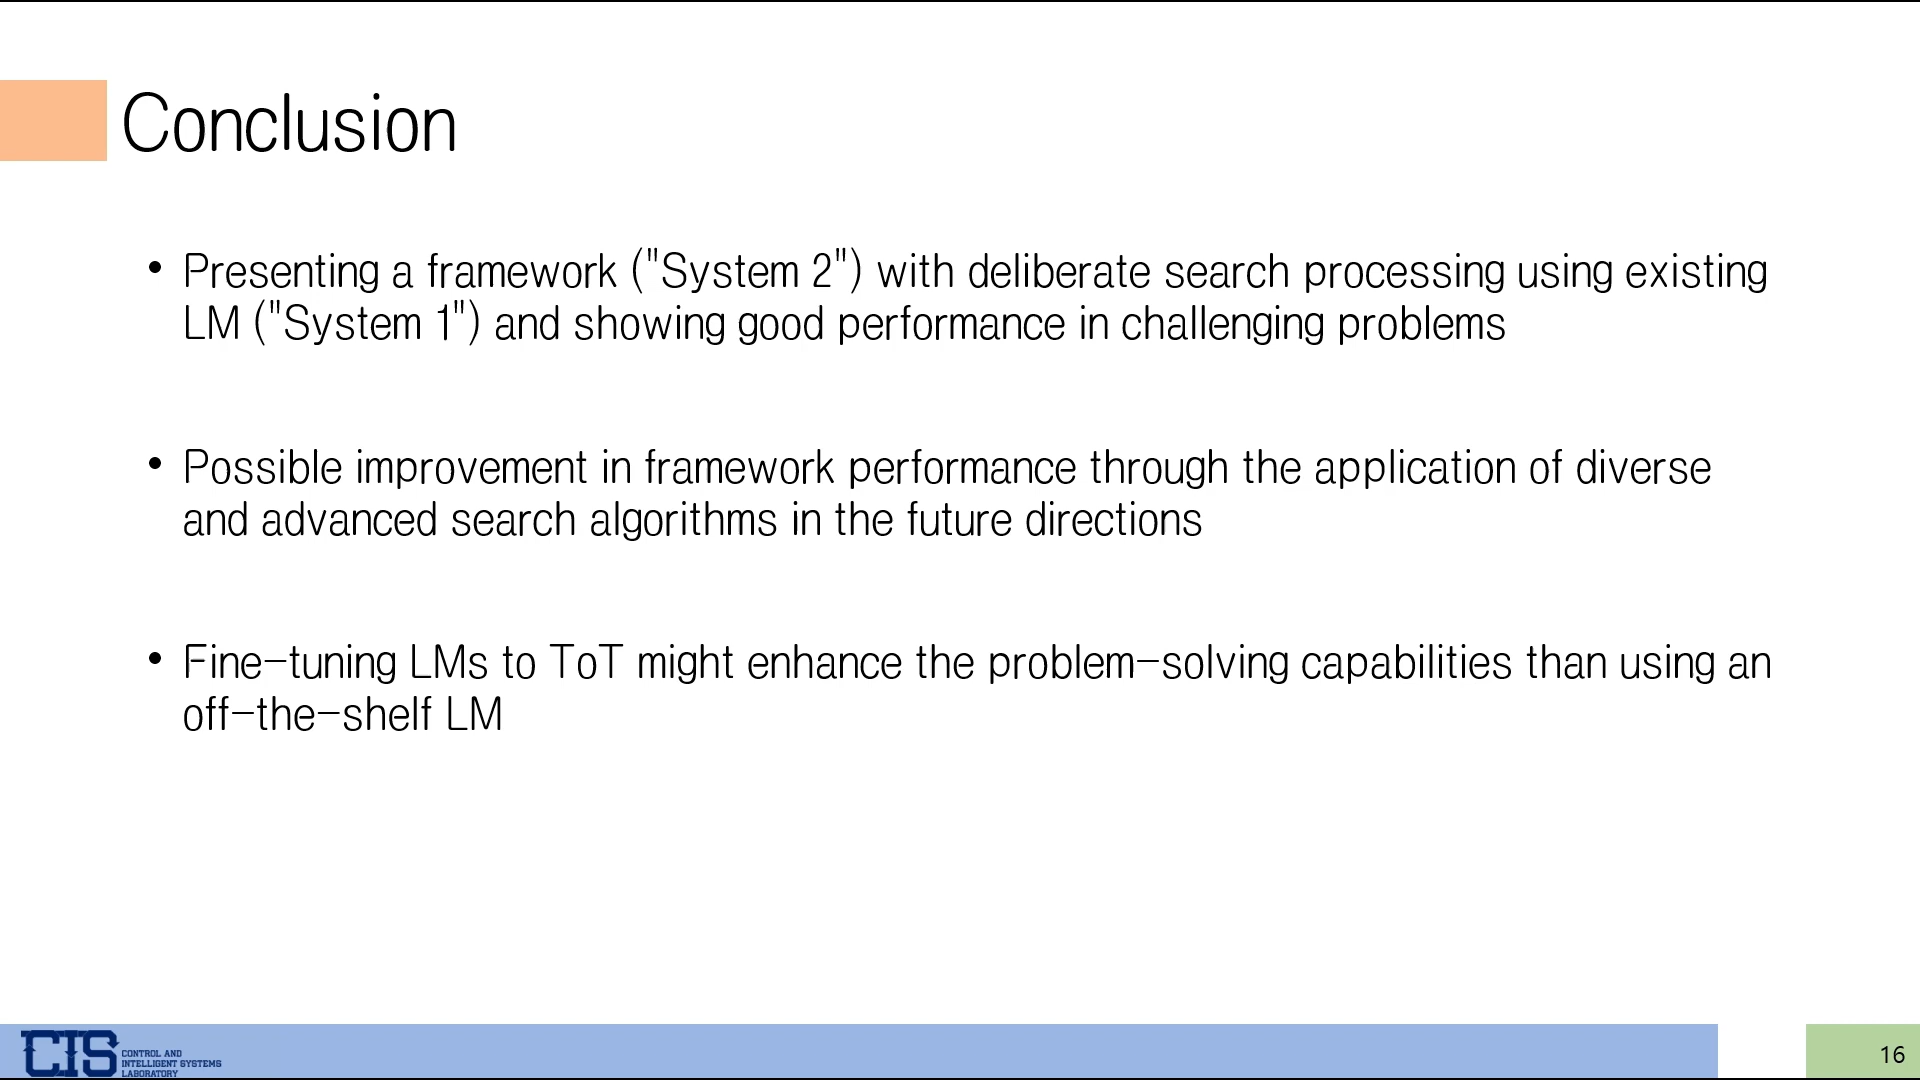 Conclusion
• Presenting a framework ("System 2") with deliberate search processing using existing
LM ("System 1") and showing good performance in challenging problems
• Possible improvement in framework performance through the application of diverse
and advanced search algorithms in the future directions
• Fine-tuning LMs to ToT might enhance the problem-solving capabilities than using an
off-the-shelf LM
CIS
CONTROL AND
INTELLIGENT SYSTEMS
LABORATORY
16